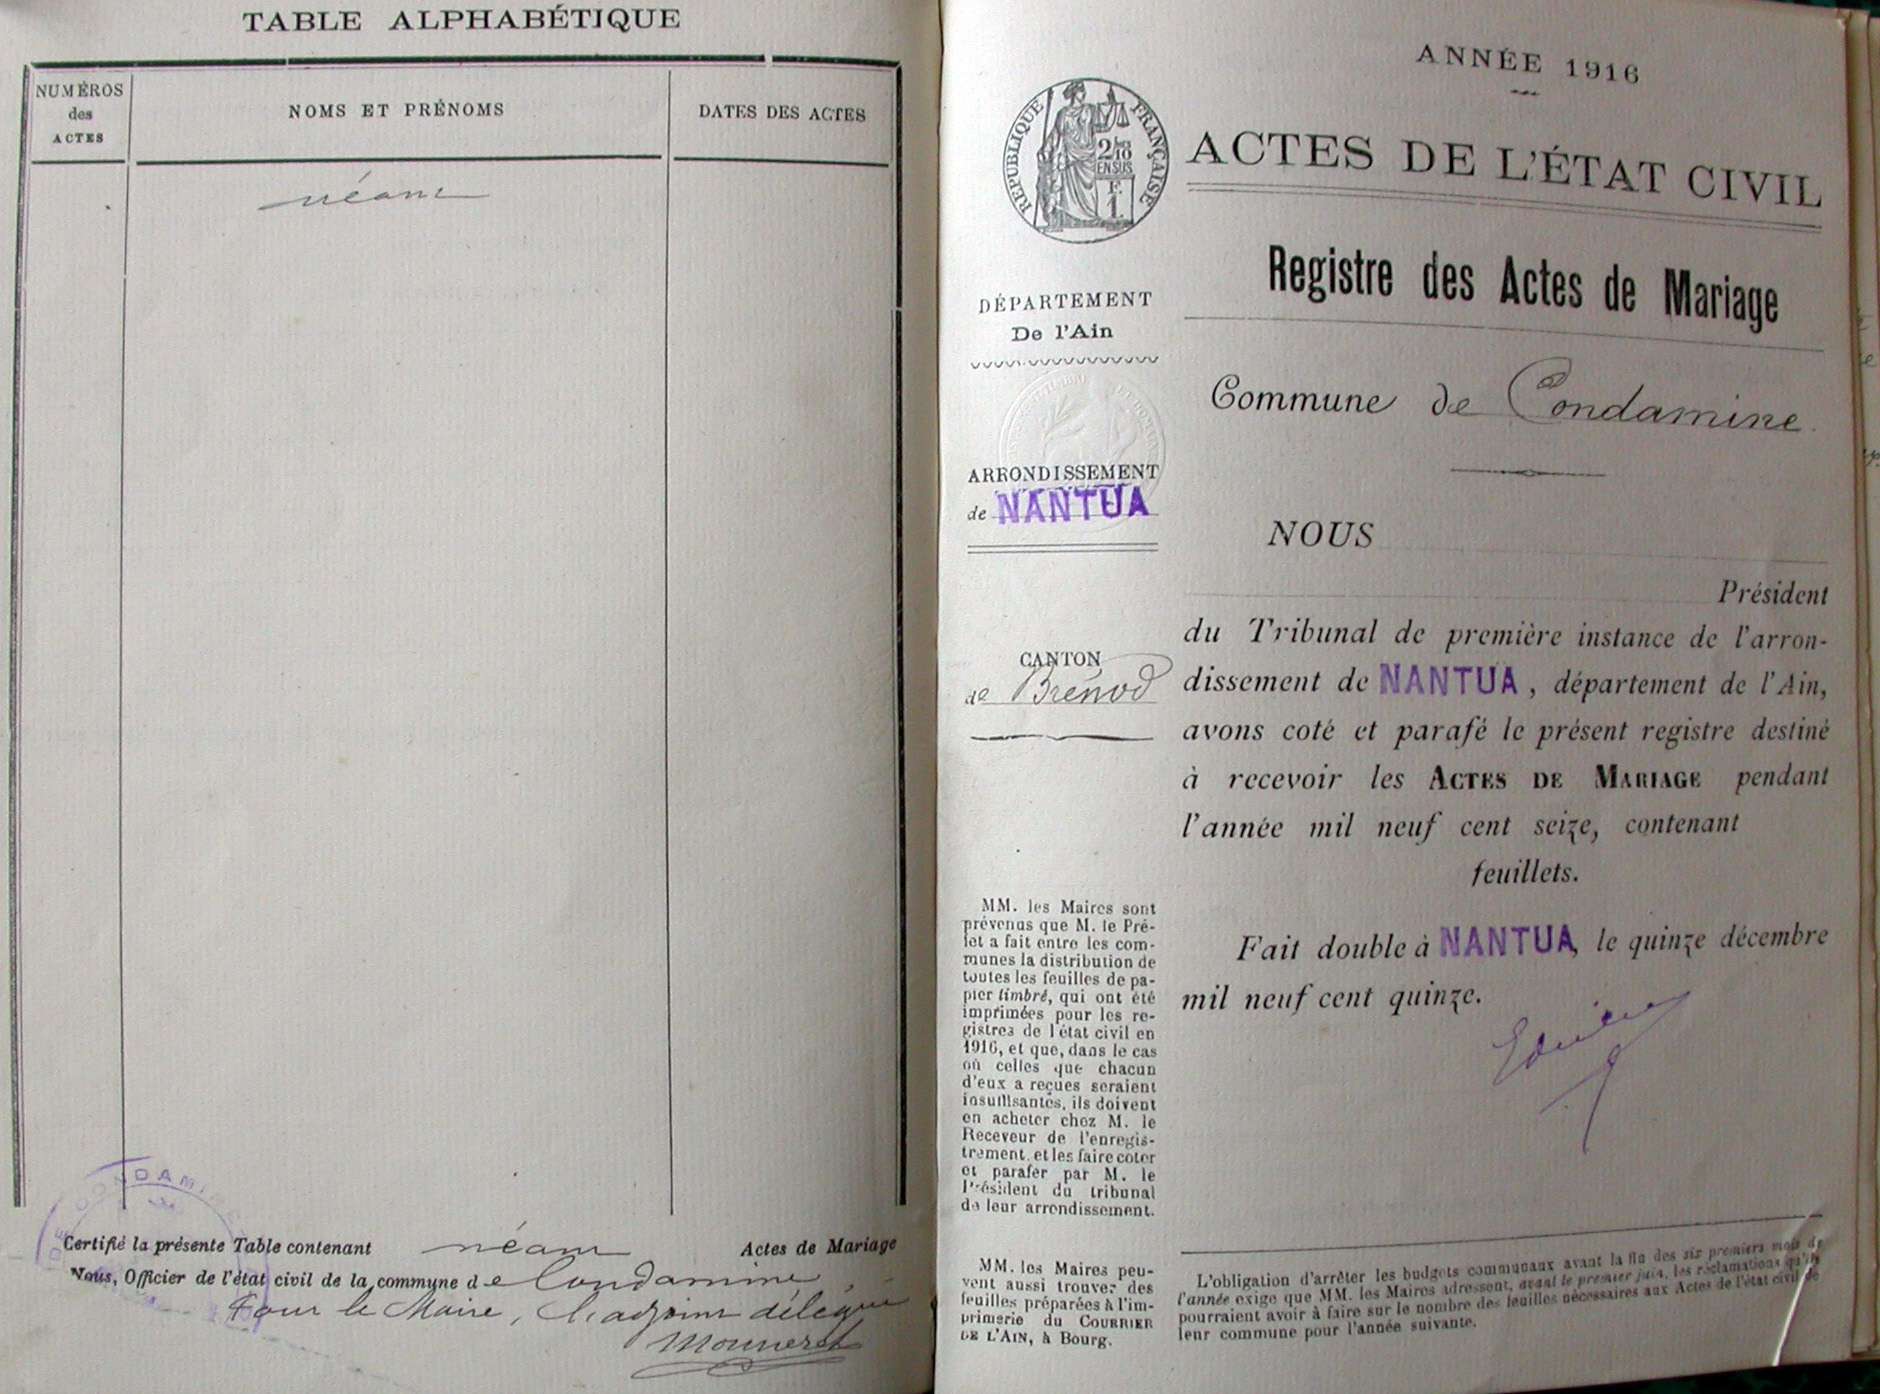 TABLE ALPHABÉTIQUE
NUMÉROS
des
ACTES
NOMS ET PRÉNOMS
DATES DES ACTES
néant
Certifié la présente Table contenant néant Actes de Mariage
Nous, Officier de l'état civil de la commune de Condamine
Pour le Maire, l'adjoint délégué
Mouneret
DE CONDAMINE
ANNÉE 1916
RÉPUBLIQUE FRANÇAISE
2/10
EN SUS
F.
1.
ACTES DE L'ÉTAT CIVIL
Registre des Actes de Mariage
DÉPARTEMENT
De l'Ain
Commune de Condamine.
ARRONDISSEMENT
de NANTUA
CANTON
de Brénod
NOUS
Président
du Tribunal de première instance de l'arron-
dissement de NANTUA, département de l'Ain,
avons coté et parafé le présent registre destiné
à recevoir les ACTES DE MARIAGE pendant
l'année mil neuf cent seize, contenant
feuillets.
Fait double à NANTUA, le quinze décembre
mil neuf cent quinze.
MM. les Maires sont
prévenus que M. le Pré-
fet a fait entre les com-
munes la distribution de
toutes les feuilles de pa-
pier timbré, qui ont été
imprimées pour les re-
gistres de l'état civil en
1916, et que, dans le cas
où celles que chacun
d'eux a reçues seraient
insuffisantes, ils doivent
en acheter chez M. le
Receveur de l'enregis-
trement, et les faire coter
et parafer par M. le
Président du tribunal
de leur arrondissement.
MM. les Maires peu-
vent aussi trouver des
feuilles préparées à l'im-
primerie du COURRIER
DE L'AIN, à Bourg.
L'obligation d'arrêter les budgets communaux avant la fin des six premiers mois de
l'année exige que MM. les Maires adressent, avant le premier juin, les réclamations qu'ils
pourraient avoir à faire sur le nombre des feuilles nécessaires aux Actes de l'état civil de
leur commune pour l'année suivante.